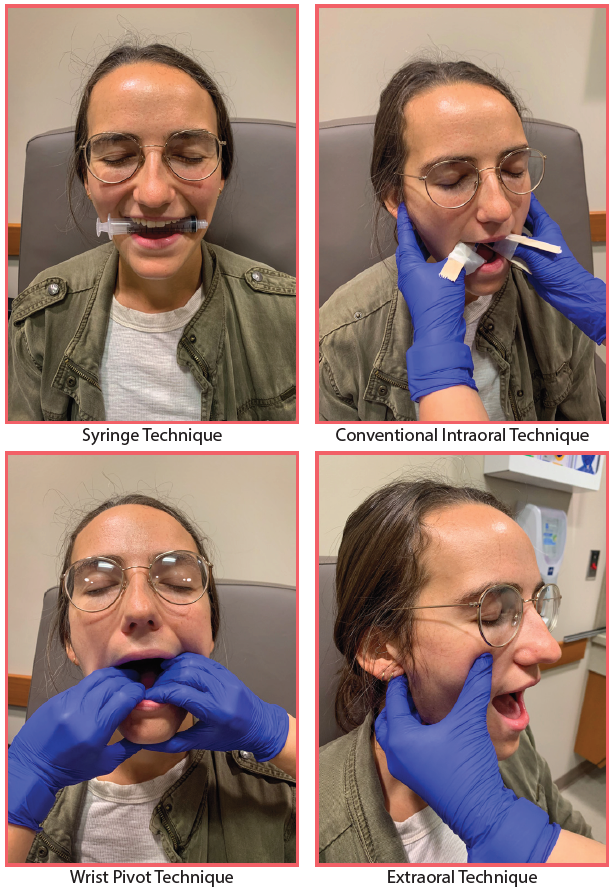 Syringe Technique
Conventional Intraoral Technique
Wrist Pivot Technique
Extraoral Technique